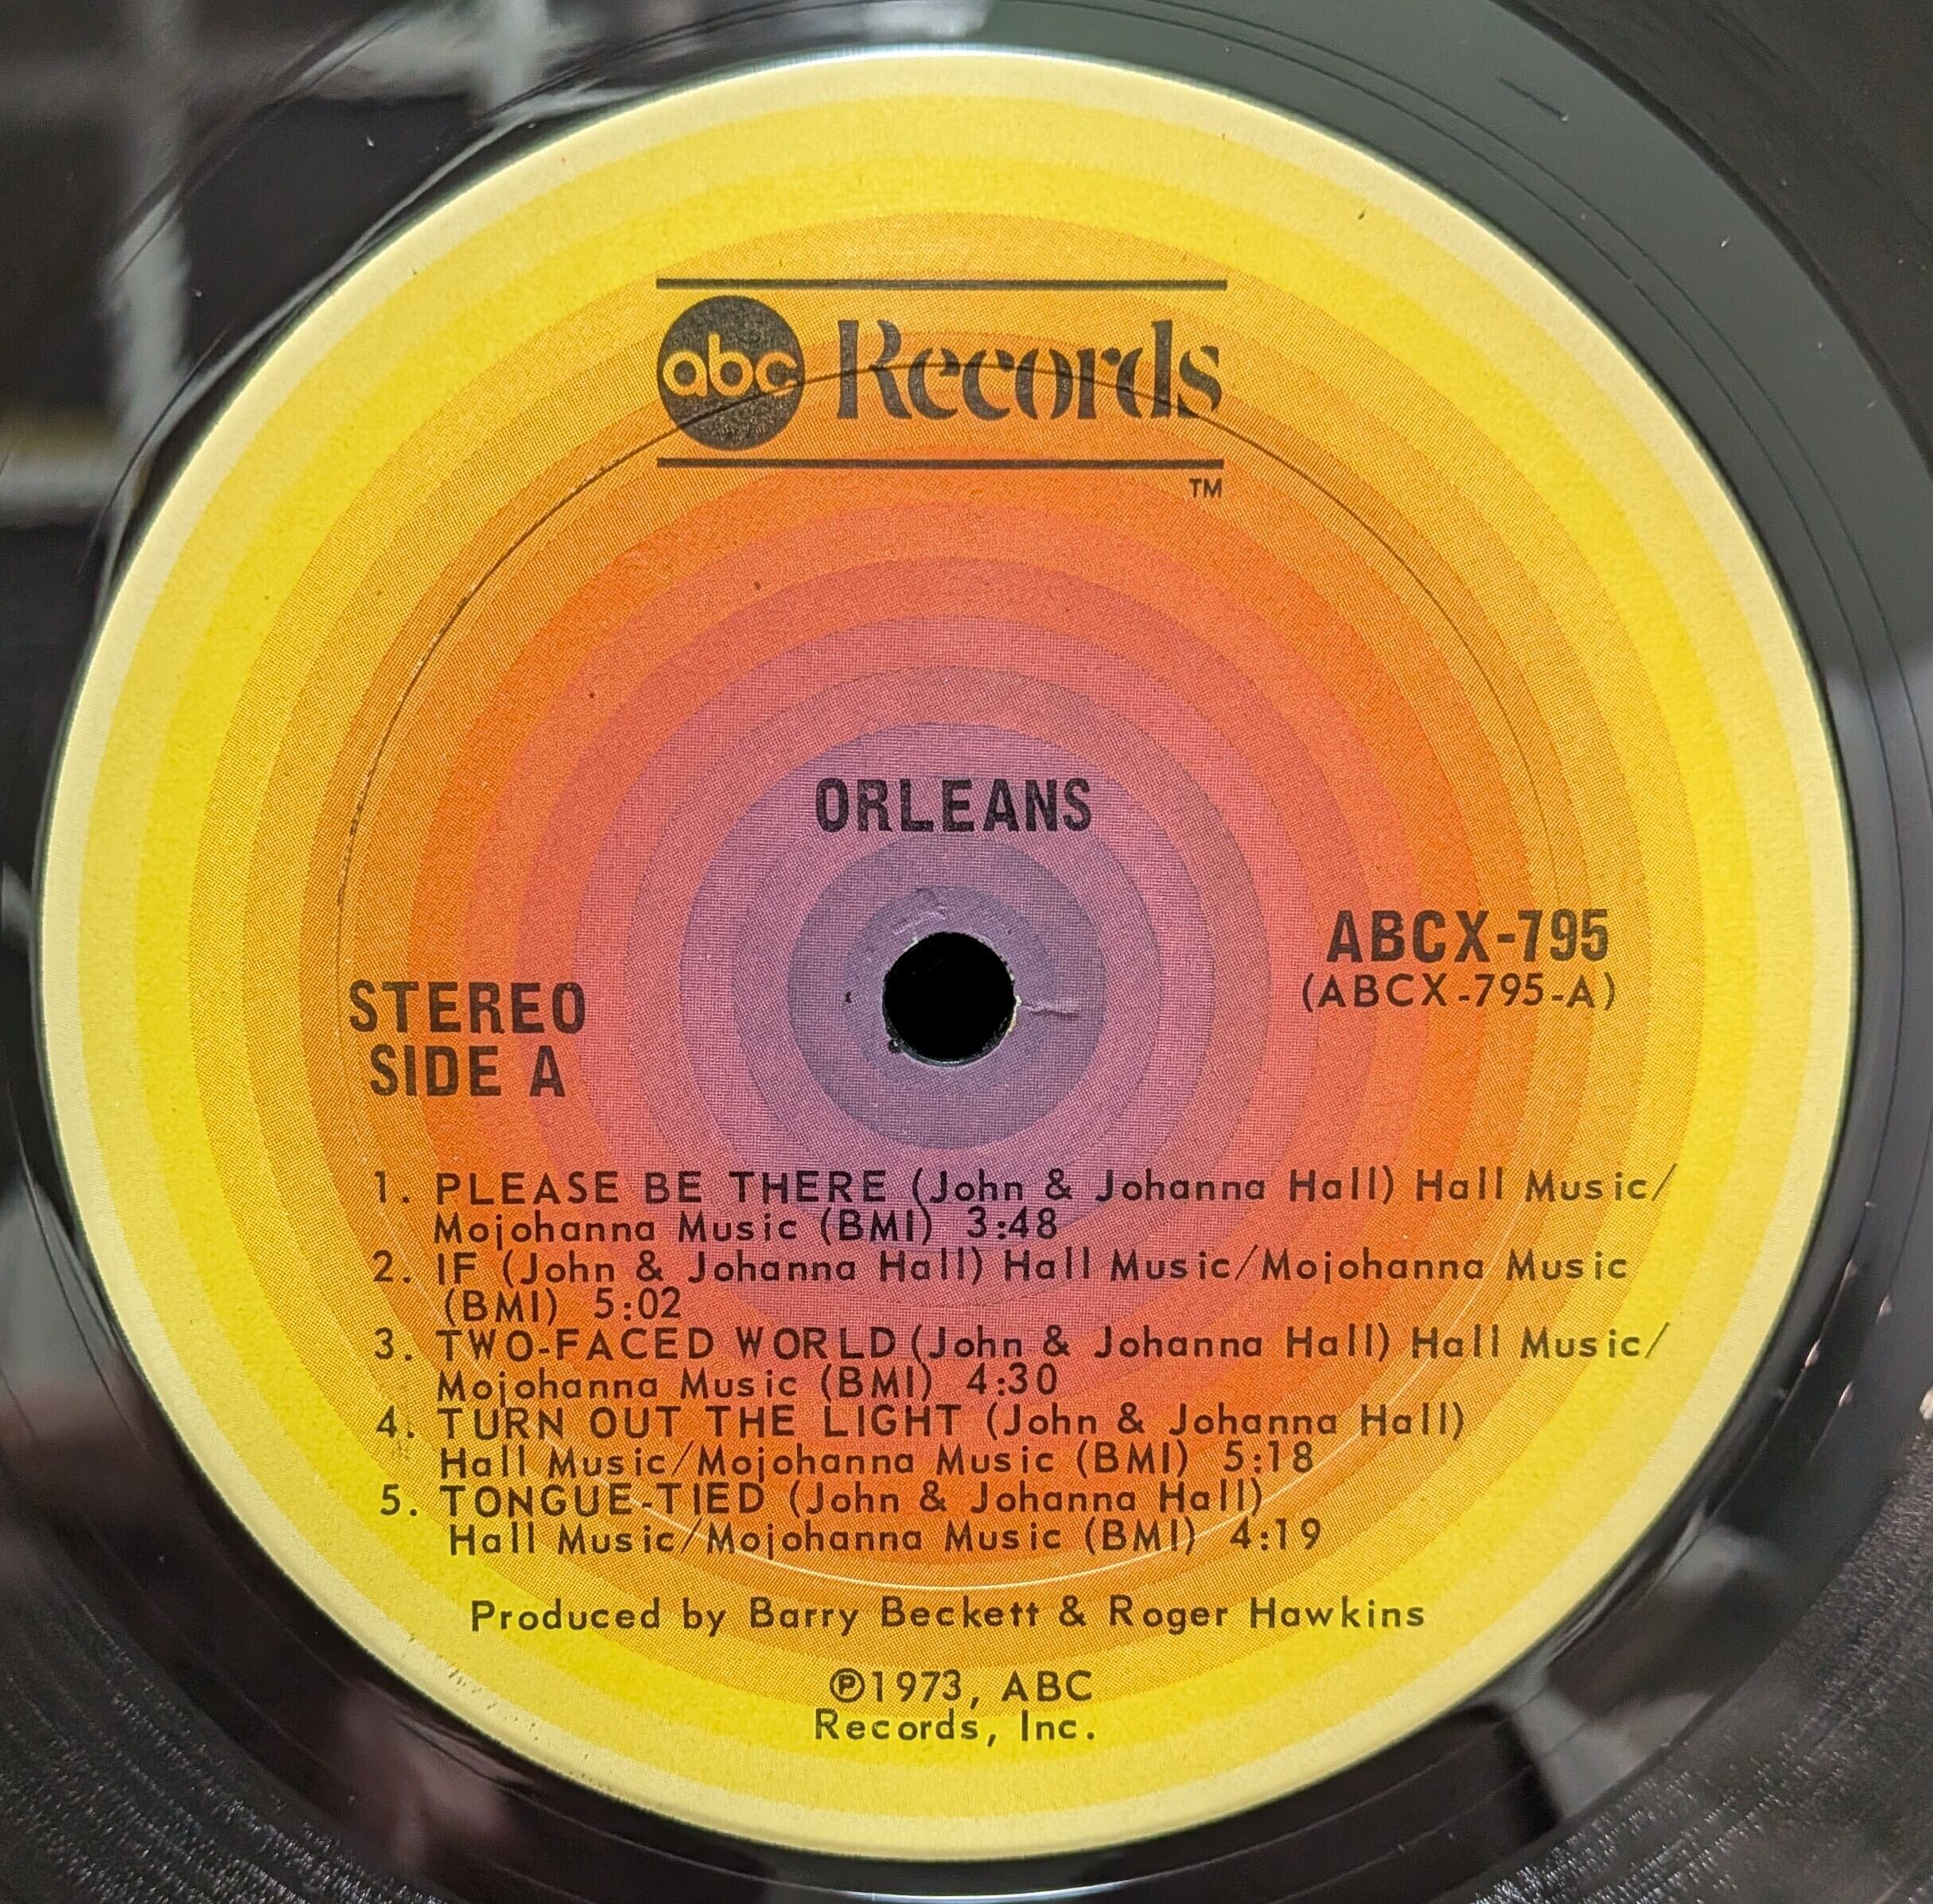 abc Records
TM
ORLEANS
ABCX-795
(ABCX-795-A)
STEREO
SIDE A
1. PLEASE BE THERE (John & Johanna Hall) Hall Music/
Mojohanna Music (BMI) 3:48
2. IF (John & Johanna Hall) Hall Music/Mojohanna Music
(BMI) 5:02
3. TWO-FACED WORLD (John & Johanna Hall) Hall Music/
Mojohanna Music (BMI) 4:30
4. TURN OUT THE LIGHT (John & Johanna Hall)
Hall Music/Mojohanna Music (BMI) 5:18
5. TONGUE-TIED (John & Johanna Hall)
Hall Music/Mojohanna Music (BMI) 4:19
Produced by Barry Beckett & Roger Hawkins
℗1973, ABC
Records, Inc.